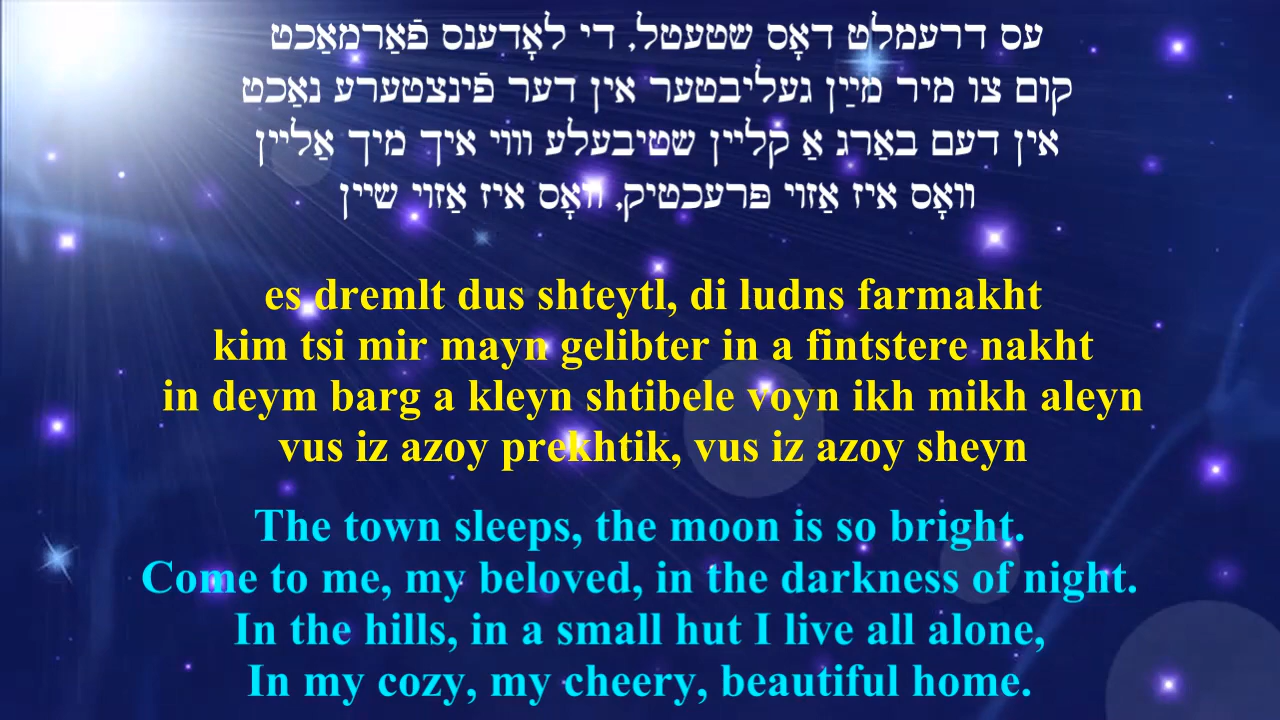 עס דרעמלט דאָס שטעטל, די לאָדענס פֿאַרמאַכט
קום צו מיר מײַן געליבטער אין דער פֿינצטערע נאַכט
אין דעם באַרג אַ קליין שטיבעלע וווי איך מיך אַליין
וואָס איז אַזוי פּרעכטיק, וואָס איז אַזוי שיין
es dremlt dus shteytl, di ludns farmakht
kim tsi mir mayn gelibter in a fintstere nakht
in deym barg a kleyn shtibele voyn ikh mikh aleyn
vus iz azoy prekhtik, vus iz azoy sheyn
The town sleeps, the moon is so bright.
Come to me, my beloved, in the darkness of night.
In the hills, in a small hut I live all alone,
In my cozy, my cheery, beautiful home.